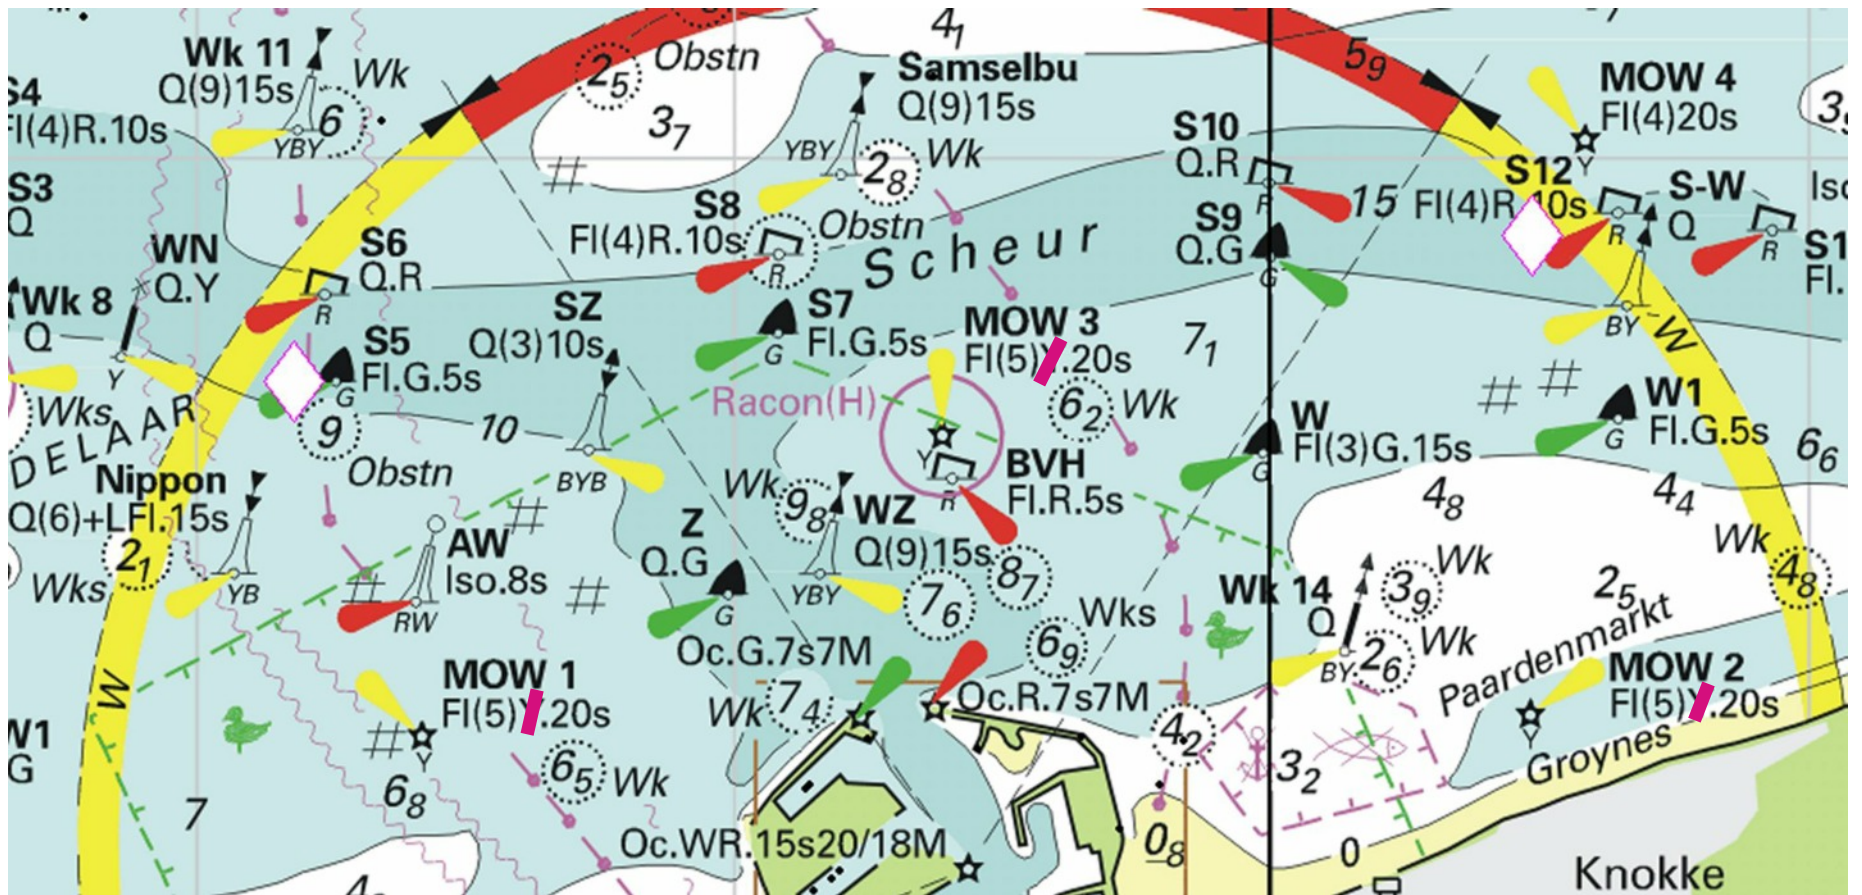 4₁
5₉
Wk 11
Q(9)15s
6
Wk
YBY
S4
Fl(4)R.10s
2₅
Obstn
3₇
Samselbu
Q(9)15s
YBY
2₈
Wk
MOW 4
Fl(4)20s
Y
S10
Q.R
15
S12
Fl(4)R.10s
R
S-W
Q
R
BY
S3
Q
WN
Q.Y
Wk 8
Q
Y
S6
Q.R
R
S8
Fl(4)R.10s
Obstn
R
Scheur
S9
Q.G
G
S5
Fl.G.5s
G
9
Obstn
10
SZ
Q(3)10s
BYB
S7
Fl.G.5s
G
MOW 3
Fl(5)Y.20s
7₁
Racon(H)
6₂
Wk
Y
BVH
Fl.R.5s
R
W
Fl(3)G.15s
G
W
W1
Fl.G.5s
G
6₆
Wks
DELAAR
Nippon
Q(6)+LFl.15s
2₁
Wks
YB
AW
Iso.8s
RW
Z
Q.G
G
Wk
9₈
WZ
Q(9)15s
YBY
7₆
8₇
6₉
Wks
4₈
4₄
Wk
4₈
Wk 14
Q
BY
3₉
Wk
2₆
Wk
2₅
Paardenmarkt
W
MOW 1
Fl(5)Y.20s
Y
6₈
6₅
Wk
7
Oc.G.7s7M
Wk
7₄
Oc.R.7s7M
4₂
3₂
MOW 2
Fl(5)Y.20s
Y
Groynes
W1
G
Oc.WR.15s20/18M
0₈
0
Knokke